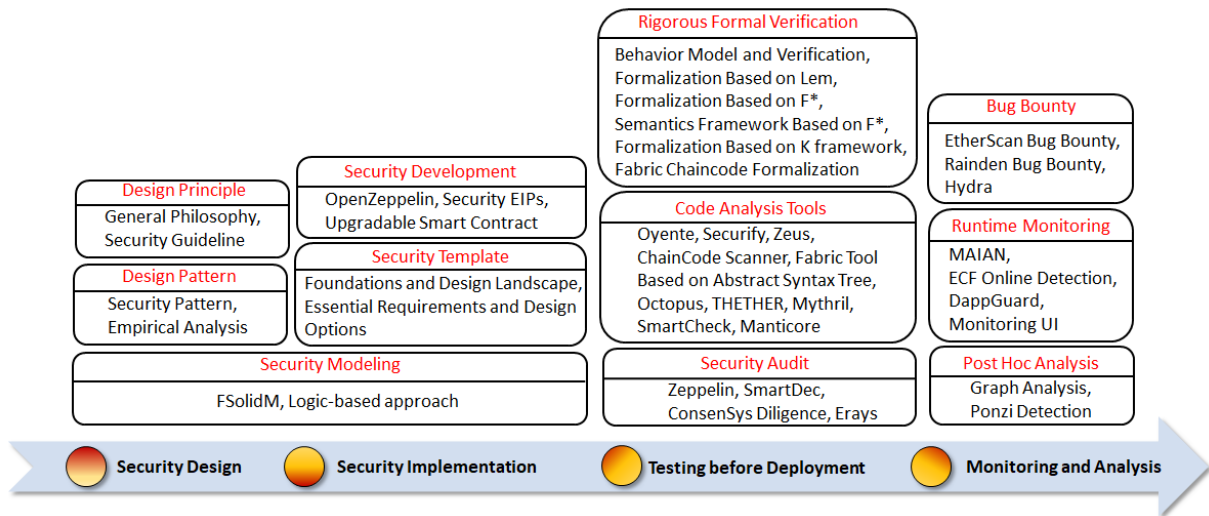 Design Principle
General Philosophy,
Security Guideline
Design Pattern
Security Pattern,
Empirical Analysis
Security Development
OpenZeppelin, Security EIPs,
Upgradable Smart Contract
Security Template
Foundations and Design Landscape,
Essential Requirements and Design
Options
Security Modeling
FSolidM, Logic-based approach
Rigorous Formal Verification
Behavior Model and Verification,
Formalization Based on Lem,
Formalization Based on F*,
Semantics Framework Based on F*,
Formalization Based on K framework,
Fabric Chaincode Formalization
Code Analysis Tools
Oyente, Securify, Zeus,
ChainCode Scanner, Fabric Tool
Based on Abstract Syntax Tree,
Octopus, THETHER, Mythril,
SmartCheck, Manticore
Security Audit
Zeppelin, SmartDec,
ConsenSys Diligence, Erays
Bug Bounty
EtherScan Bug Bounty,
Rainden Bug Bounty,
Hydra
Runtime Monitoring
MAIAN,
ECF Online Detection,
DappGuard,
Monitoring UI
Post Hoc Analysis
Graph Analysis,
Ponzi Detection
Security Design
Security Implementation
Testing before Deployment
Monitoring and Analysis